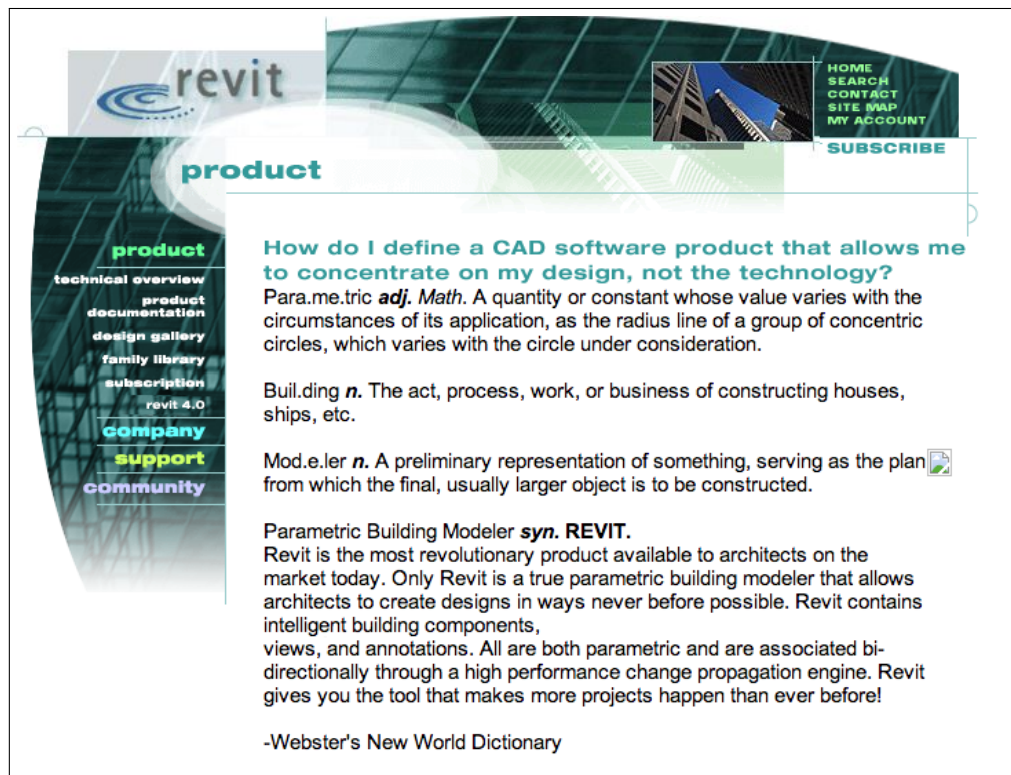 revit
HOME
SEARCH
CONTACT
SITE MAP
MY ACCOUNT
SUBSCRIBE
product
product
technical overview
product
documentation
design gallery
family library
subscription
revit 4.0
company
support
community
How do I define a CAD software product that allows me
to concentrate on my design, not the technology?
Para.me.tric adj. Math. A quantity or constant whose value varies with the
circumstances of its application, as the radius line of a group of concentric
circles, which varies with the circle under consideration.
Buil.ding n. The act, process, work, or business of constructing houses,
ships, etc.
Mod.e.ler n. A preliminary representation of something, serving as the plan
from which the final, usually larger object is to be constructed.
Parametric Building Modeler syn. REVIT.
Revit is the most revolutionary product available to architects on the
market today. Only Revit is a true parametric building modeler that allows
architects to create designs in ways never before possible. Revit contains
intelligent building components,
views, and annotations. All are both parametric and are associated bi-
directionally through a high performance change propagation engine. Revit
gives you the tool that makes more projects happen than ever before!
-Webster's New World Dictionary